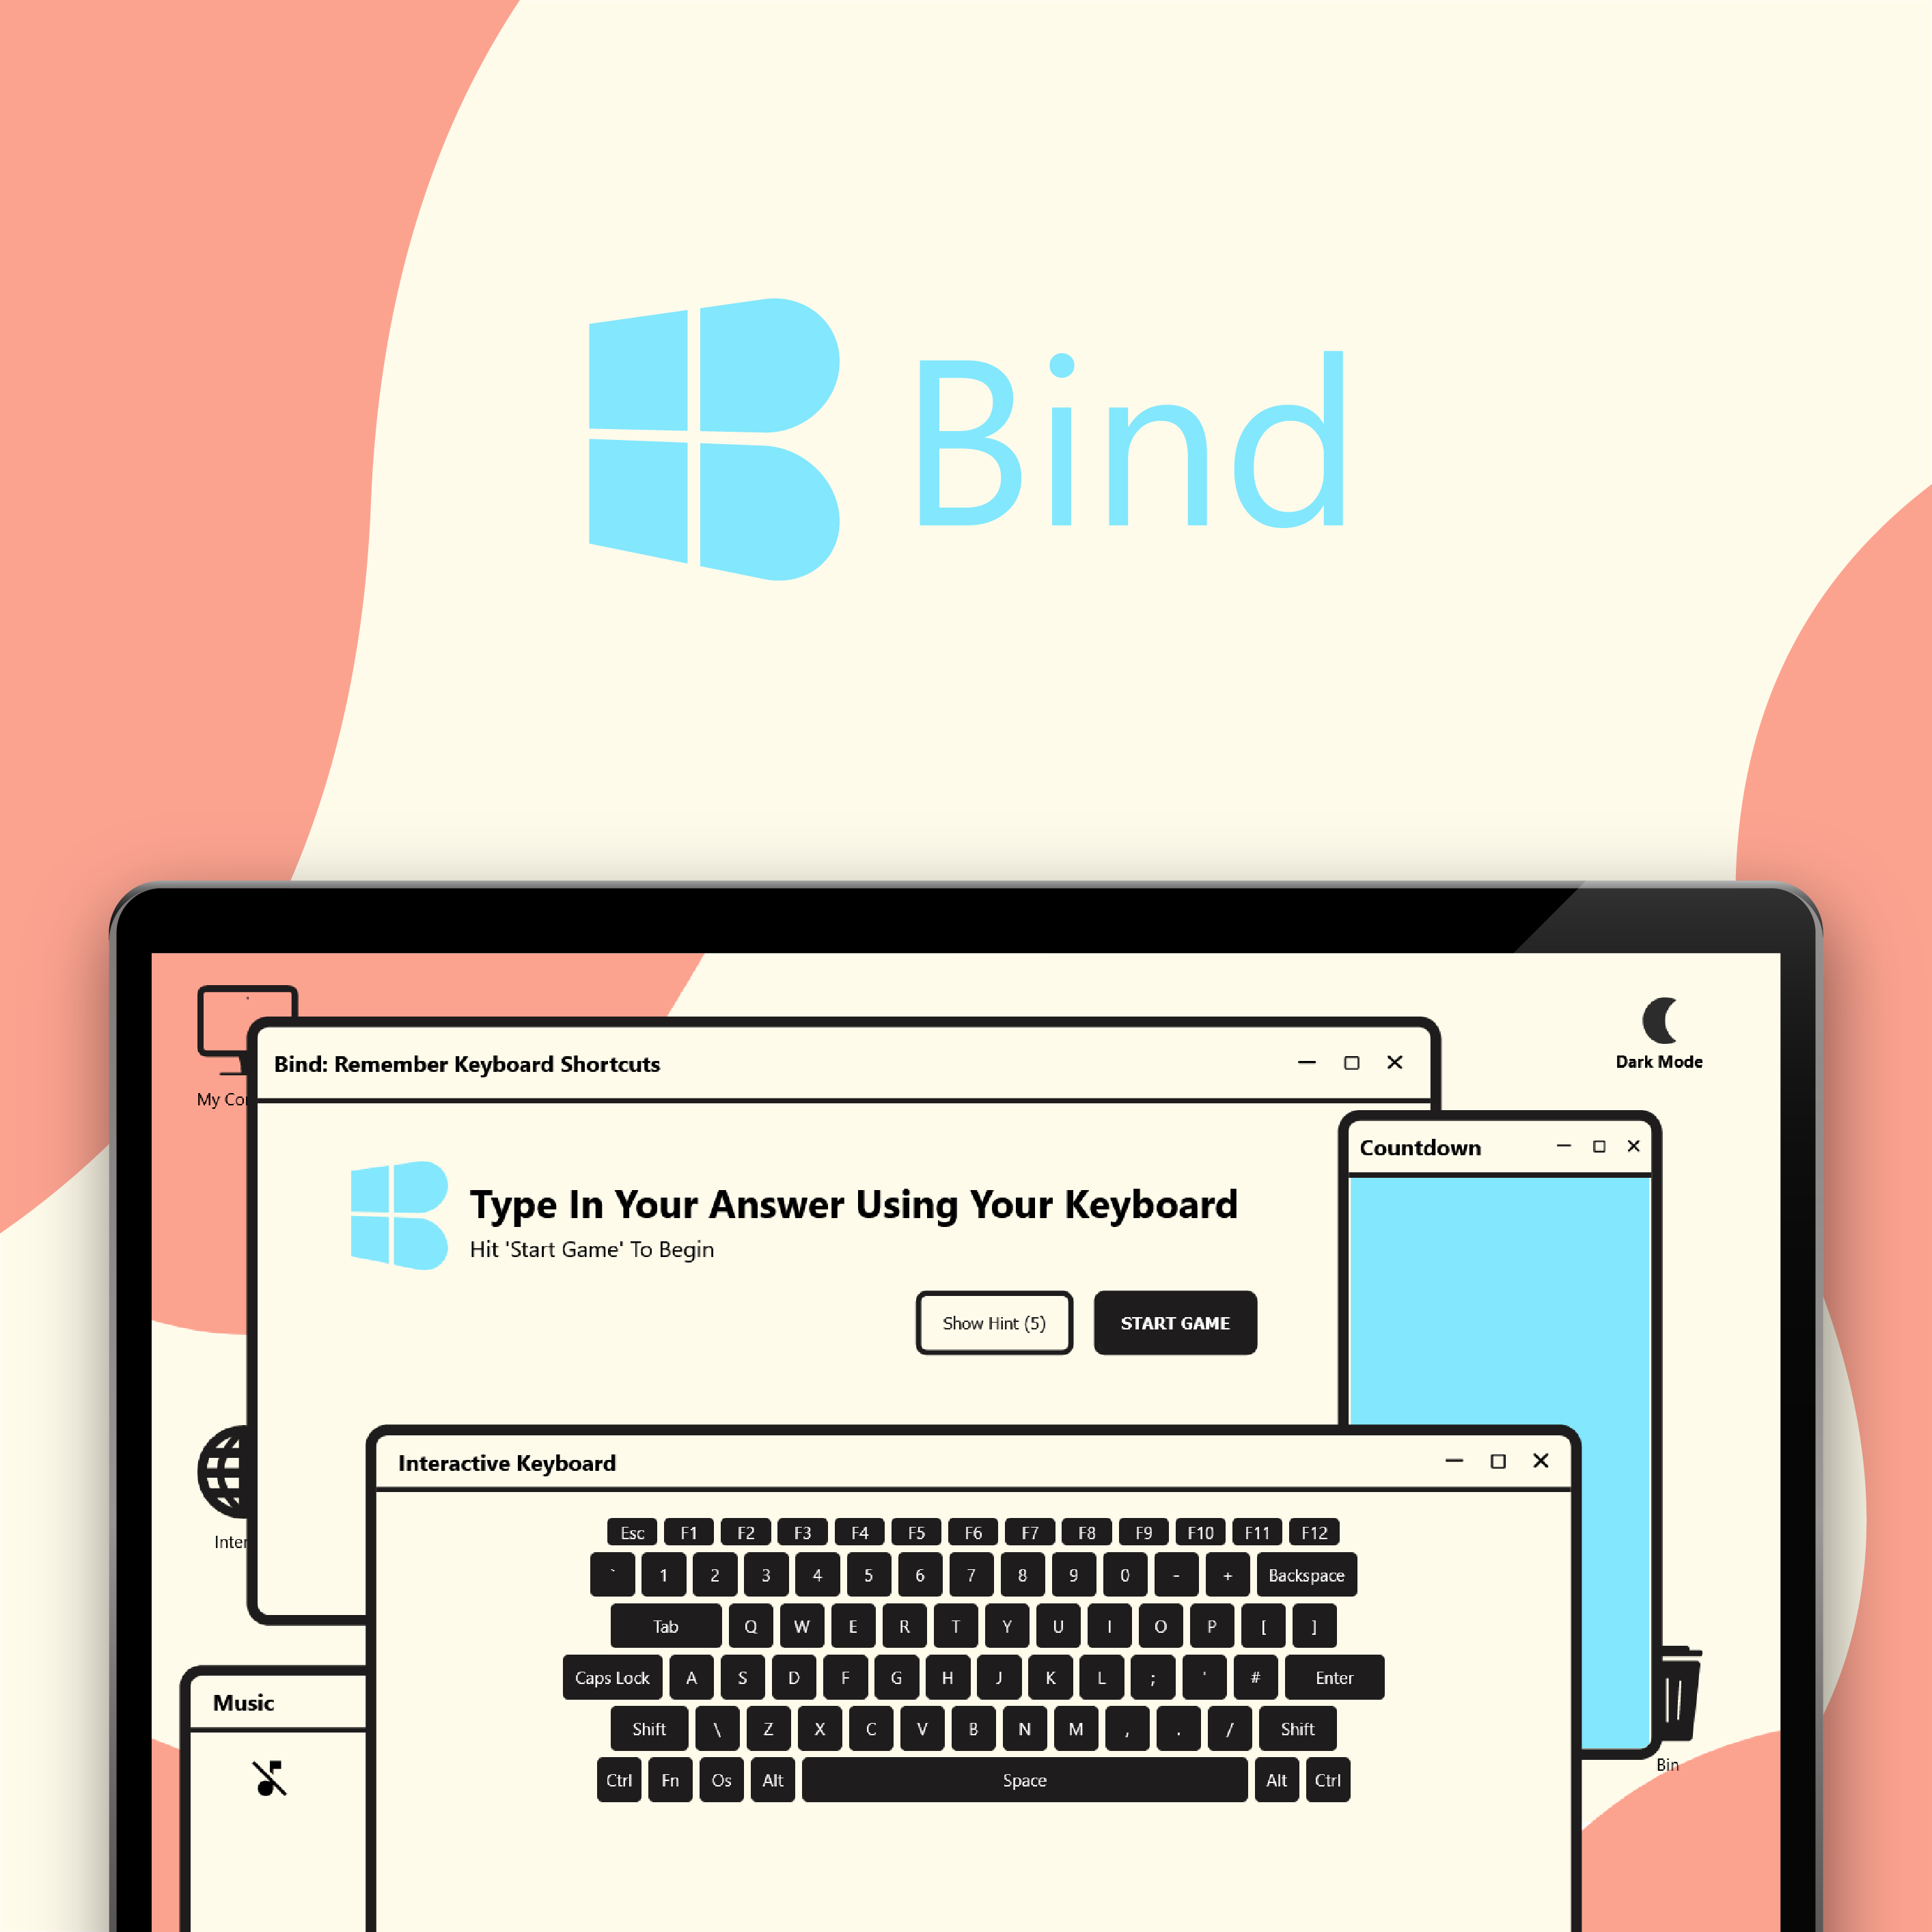 Bind
My Co
Bind: Remember Keyboard Shortcuts
Dark Mode
Countdown
Type In Your Answer Using Your Keyboard
Hit 'Start Game' To Begin
Show Hint (5)
START GAME
Inter
Interactive Keyboard
Esc F1 F2 F3 F4 F5 F6 F7 F8 F9 F10 F11 F12
` 1 2 3 4 5 6 7 8 9 0 - + Backspace
Tab Q W E R T Y U I O P [ ]
Caps Lock A S D F G H J K L ; ' # Enter
Shift \ Z X C V B N M , . / Shift
Ctrl Fn Os Alt Space Alt Ctrl
Music
Bin